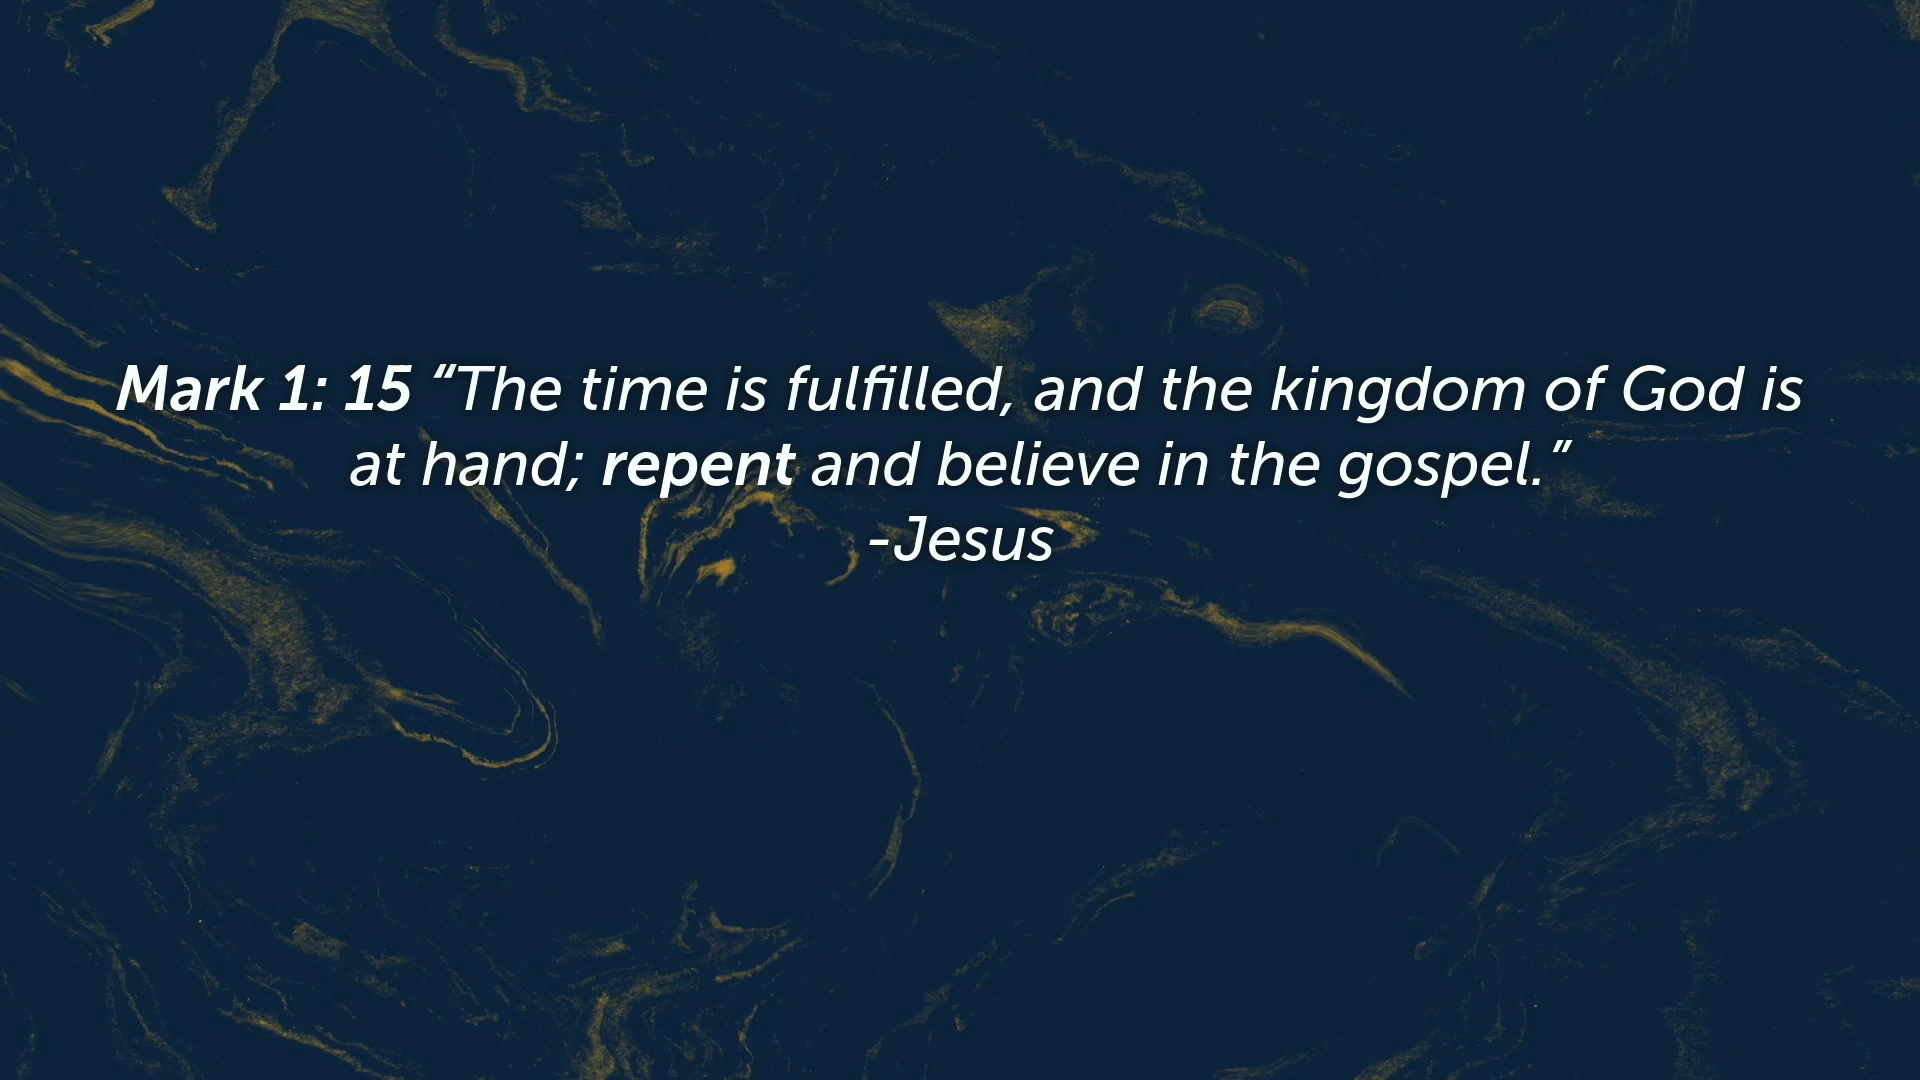 Mark 1: 15 “The time is fulfilled, and the kingdom of God is
at hand; repent and believe in the gospel.”
-Jesus